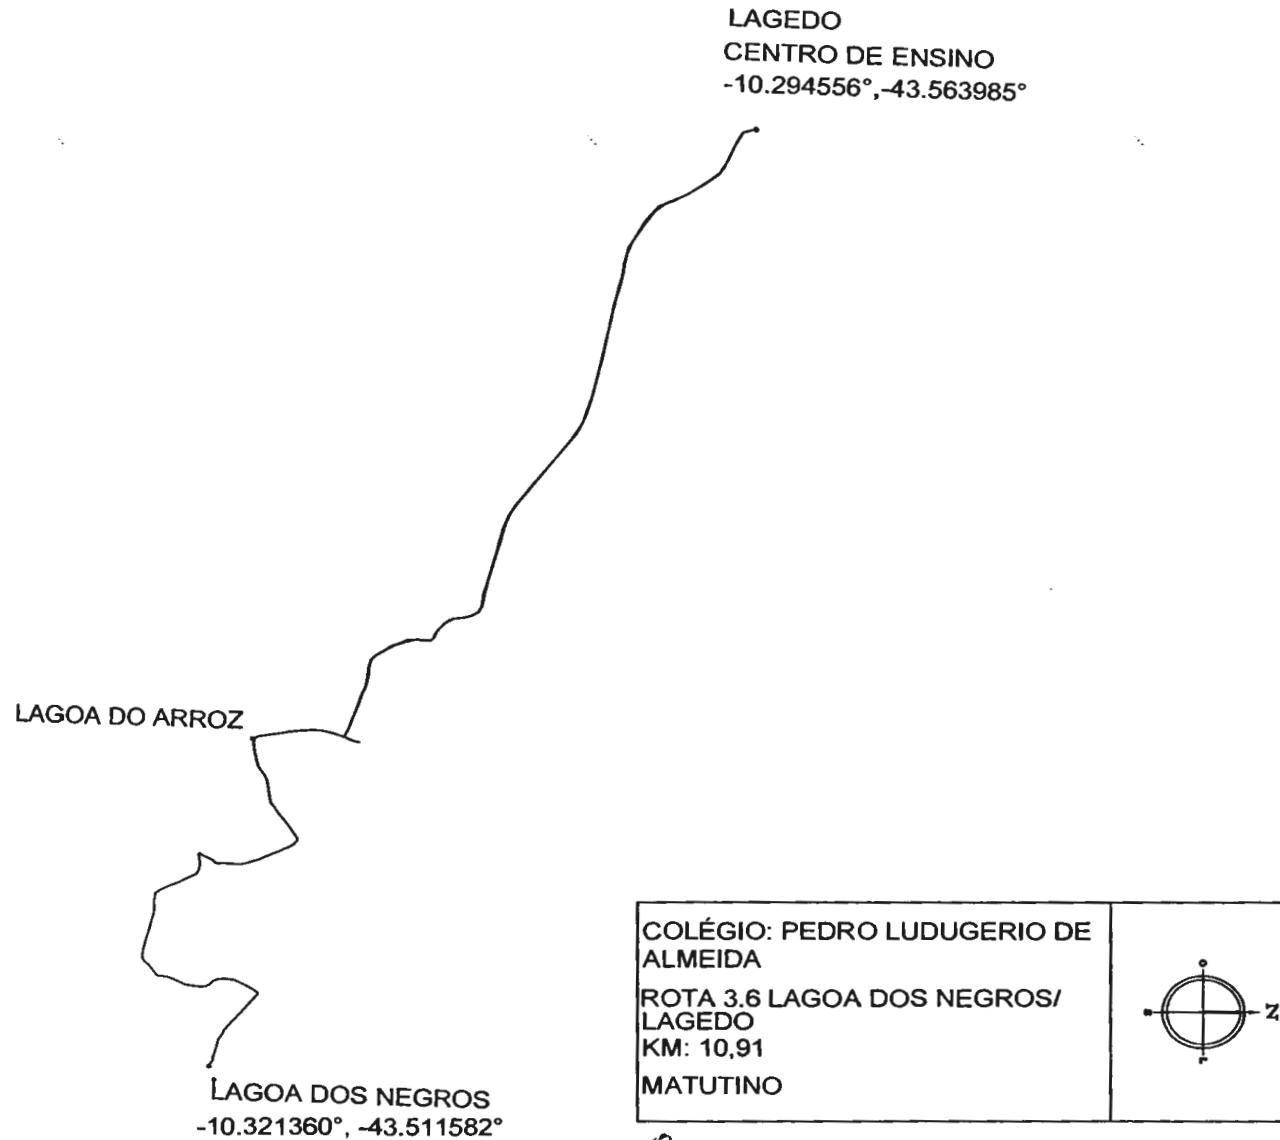 LAGEDO
CENTRO DE ENSINO
-10.294556°,-43.563985°
LAGOA DO ARROZ
LAGOA DOS NEGROS
-10.321360°, -43.511582°
COLÉGIO: PEDRO LUDUGERIO DE
ALMEIDA
ROTA 3.6 LAGOA DOS NEGROS/
LAGEDO
KM: 10,91
MATUTINO
N